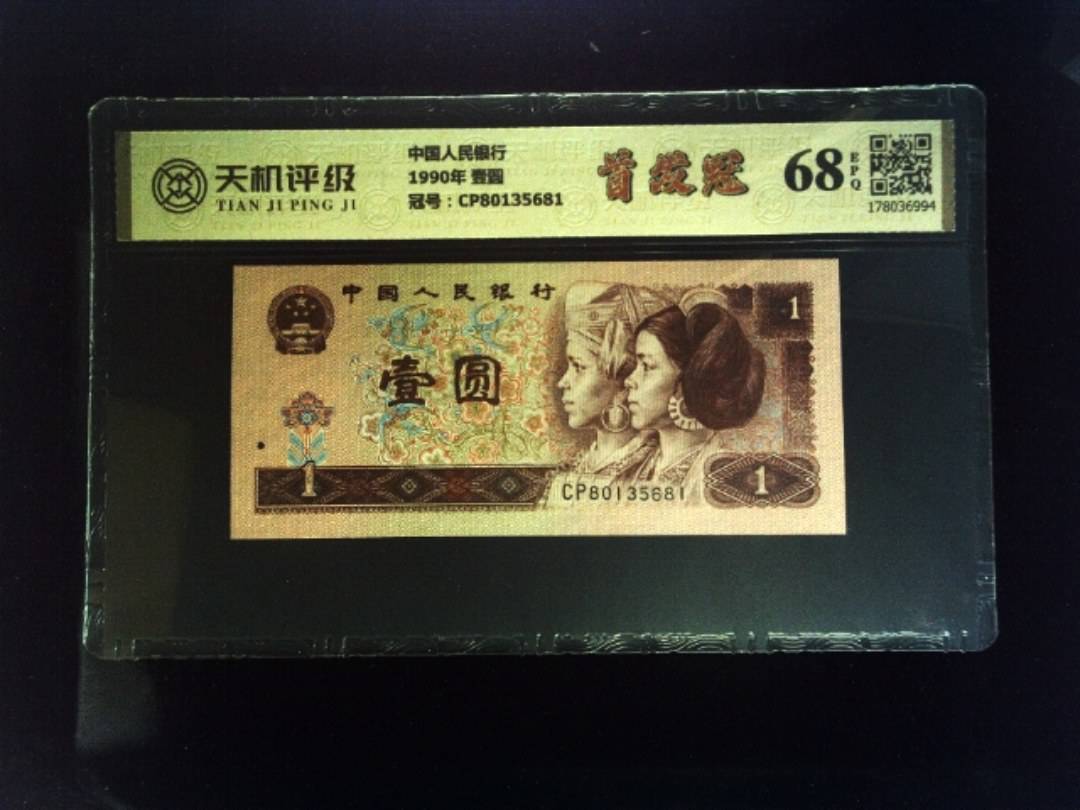 天机评级
TIAN JI PING JI
中国人民银行
1990年 壹圆
冠号：CP80135681
首发冠
68
EPQ
178036994
中国人民银行
壹圆
1
1
CP80135681
1